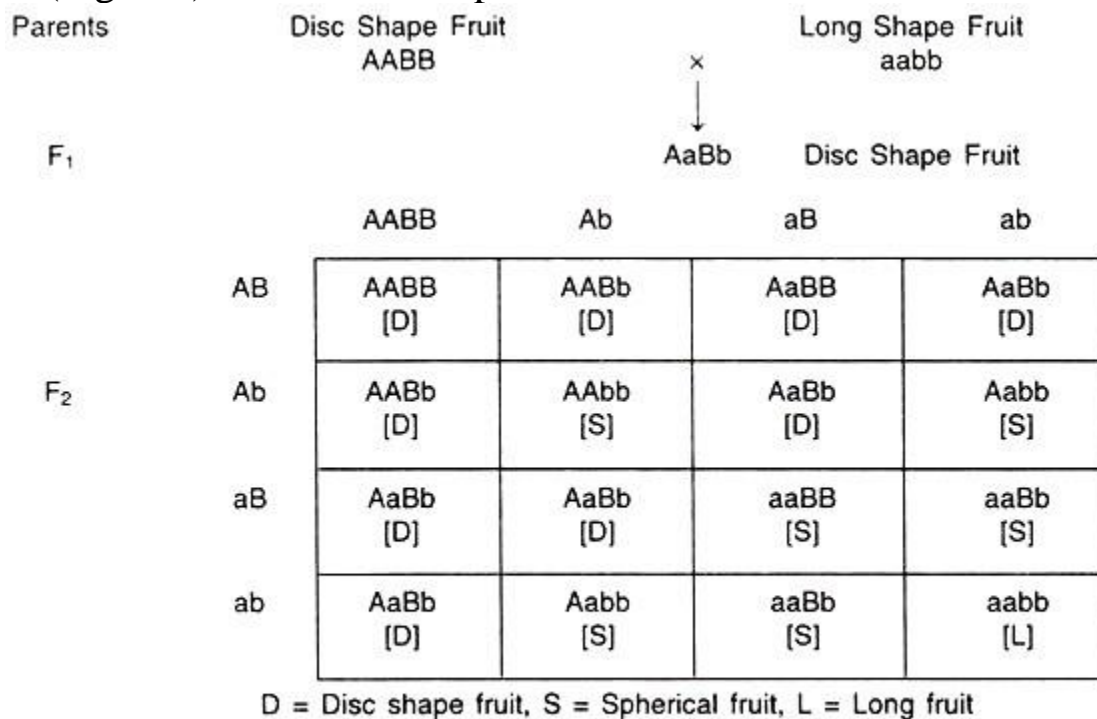 Parents Disc Shape Fruit Long Shape Fruit
AABB × aabb
F₁ AaBb Disc Shape Fruit
AABB Ab aB ab
AB AABB AABb AaBB AaBb
[D] [D] [D] [D]
F₂ Ab AABb AAbb AaBb Aabb
[D] [S] [D] [S]
aB AaBb AaBb aaBB aaBb
[D] [D] [S] [S]
ab AaBb Aabb aaBb aabb
[D] [S] [S] [L]
D = Disc shape fruit, S = Spherical fruit, L = Long fruit